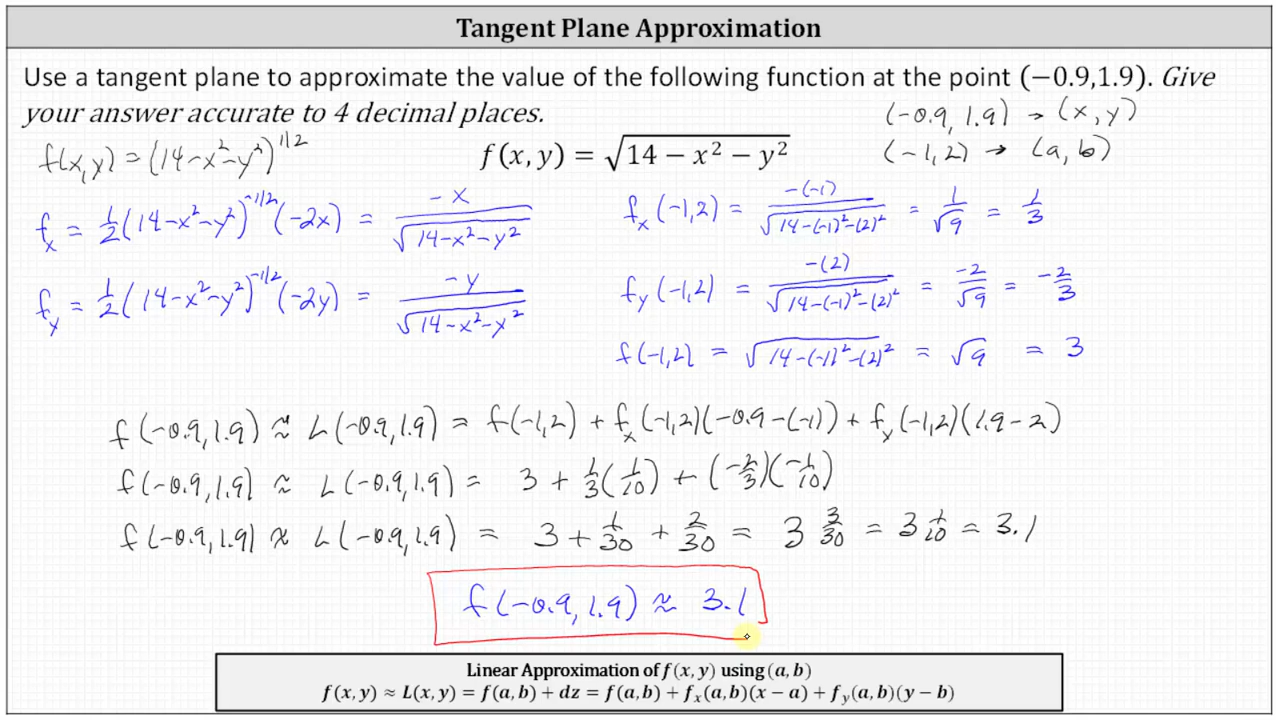 Tangent Plane Approximation
Use a tangent plane to approximate the value of the following function at the point (−0.9,1.9). Give
your answer accurate to 4 decimal places.
(-0.9, 1.9) → (x, y)
f(x,y) = (14-x²-y²)^1/2
f(x, y) = √(14 − x² − y²)
(-1, 2) → (a, b)
f_x = 1/2 (14-x²-y²)^-1/2 (-2x) = -x/√(14-x²-y²)
f_x (-1,2) = -(-1)/√(14-(-1)²-(2)²) = 1/√9 = 1/3
f_y = 1/2 (14-x²-y²)^-1/2 (-2y) = -y/√(14-x²-y²)
f_y (-1,2) = -(2)/√(14-(-1)²-(2)²) = -2/√9 = -2/3
f(-1,2) = √(14-(-1)²-(2)²) = √9 = 3
f(-0.9,1.9) ≈ L(-0.9,1.9) = f(-1,2) + f_x(-1,2)(-0.9-(-1)) + f_y(-1,2)(1.9-2)
f(-0.9,1.9) ≈ L(-0.9,1.9) = 3 + 1/3(1/10) + (-2/3)(-1/10)
f(-0.9,1.9) ≈ L(-0.9,1.9) = 3 + 1/30 + 2/30 = 3 3/30 = 3 1/10 = 3.1
f(-0.9,1.9) ≈ 3.1
Linear Approximation of f(x, y) using (a, b)
f(x, y) ≈ L(x, y) = f(a, b) + dz = f(a, b) + f_x(a, b)(x − a) + f_y(a, b)(y − b)